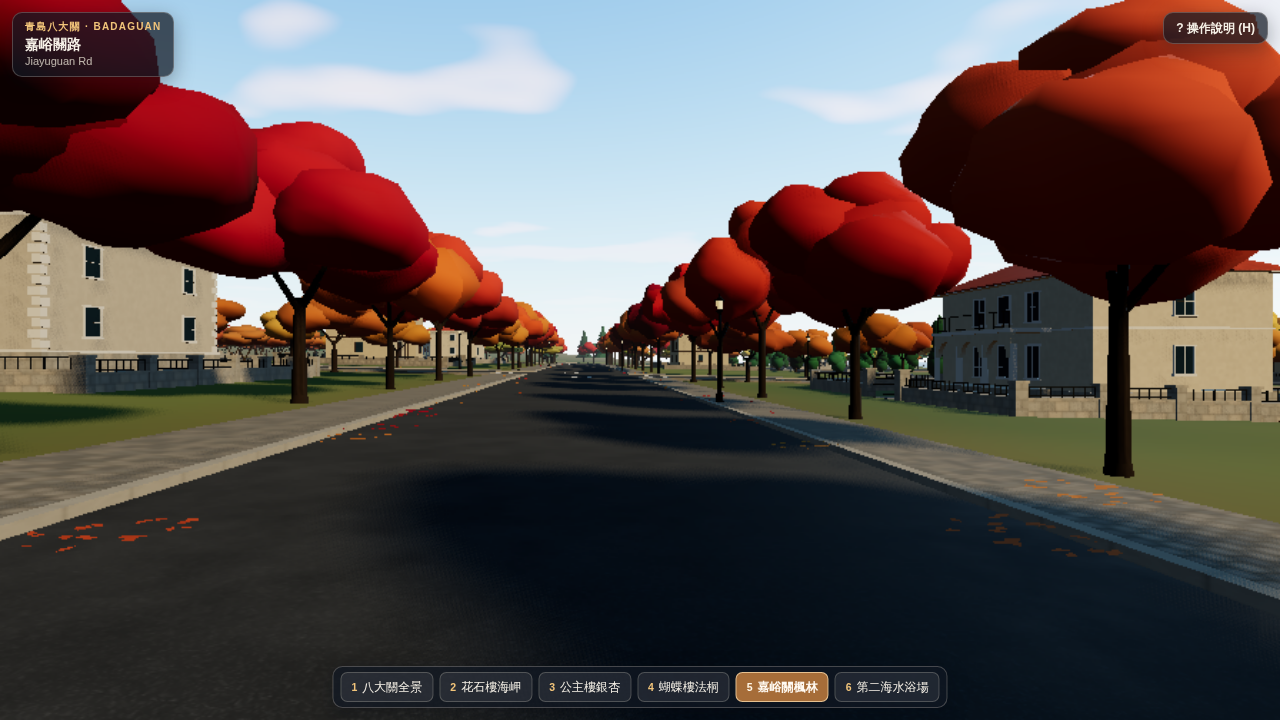 青島八大關 · BADAGUAN
嘉峪關路
Jiayuguan Rd
? 操作說明 (H)
1 八大關全景
2 花石樓海岬
3 公主樓銀杏
4 蝴蝶樓法桐
5 嘉峪關楓林
6 第二海水浴場